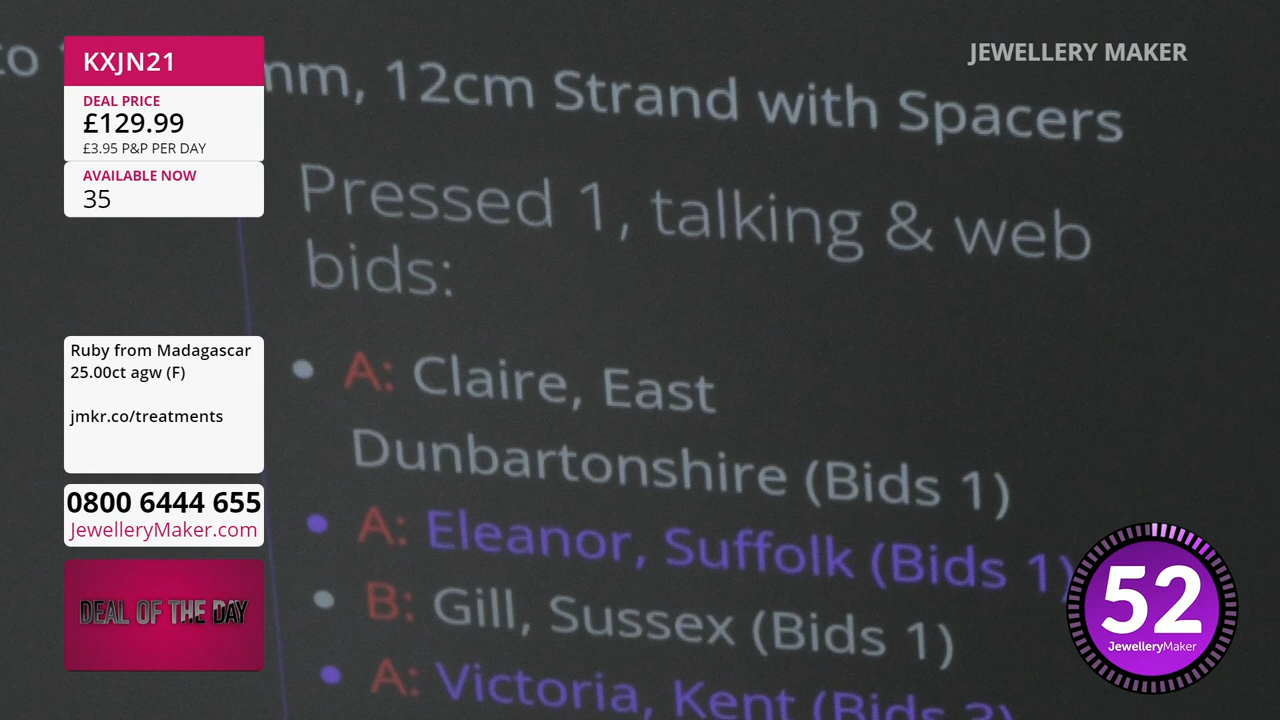 KXJN21
DEAL PRICE
£129.99
£3.95 P&P PER DAY
AVAILABLE NOW
35
Ruby from Madagascar
25.00ct agw (F)
jmkr.co/treatments
0800 6444 655
JewelleryMaker.com
DEAL OF THE DAY
JEWELLERY MAKER
to
mm, 12cm Strand with Spacers
Pressed 1, talking & web
bids:
• A: Claire, East
Dunbartonshire (Bids 1)
• A: Eleanor, Suffolk (Bids 1)
• B: Gill, Sussex (Bids 1)
• A: Victoria, Kent (Bids
52
JewelleryMaker